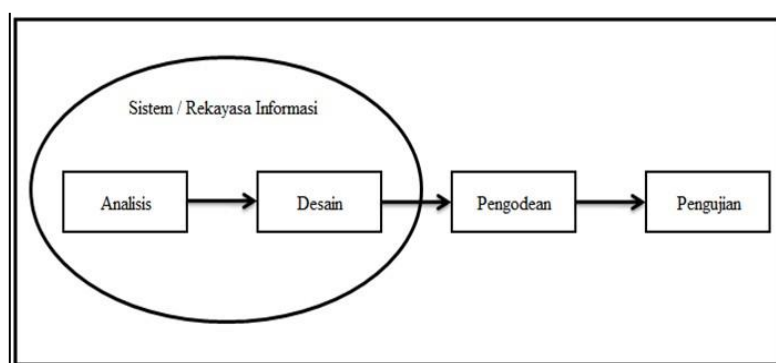 Sistem / Rekayasa Informasi
Analisis
Desain
Pengodean
Pengujian